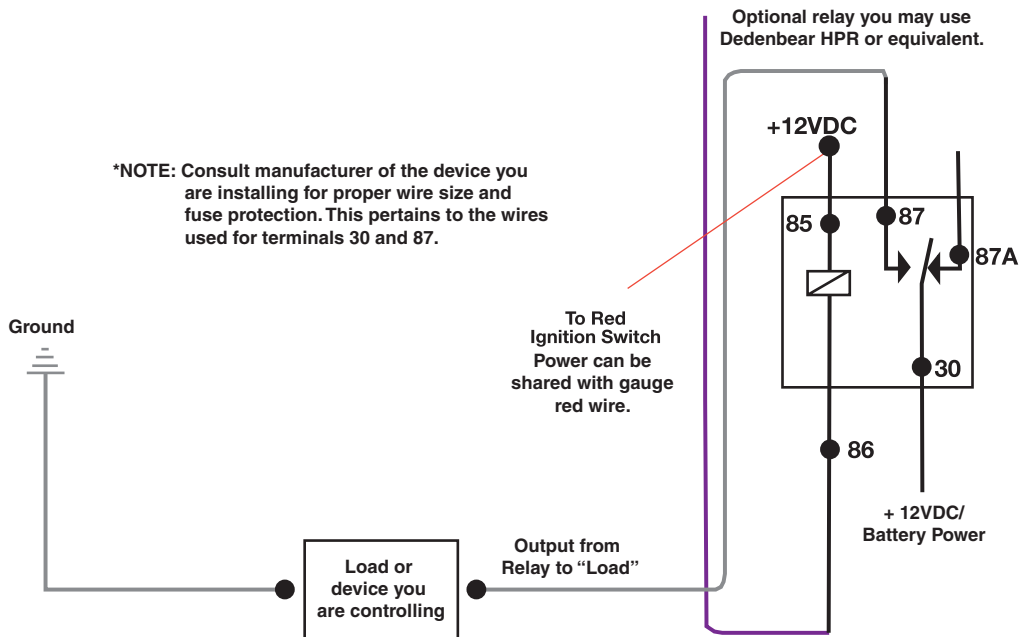 Optional relay you may use
Dedenbear HPR or equivalent.
+12VDC
*NOTE: Consult manufacturer of the device you
are installing for proper wire size and
fuse protection. This pertains to the wires
used for terminals 30 and 87.
85
87
87A
30
To Red
Ignition Switch
Power can be
shared with gauge
red wire.
Ground
86
+ 12VDC/
Battery Power
Output from
Relay to “Load”
Load or
device you
are controlling